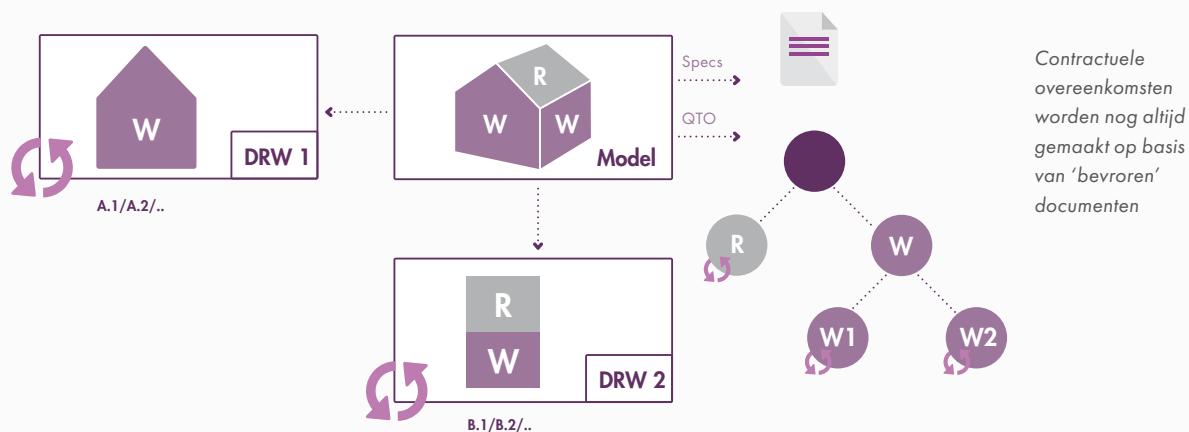 W
DRW 1
A.1/A.2/..
R
W
W
Model
Specs
QTO
R
W
DRW 2
B.1/B.2/..
R
W
W1
W2
Contractuele
overeenkomsten
worden nog altijd
gemaakt op basis
van ‘bevroren’
documenten